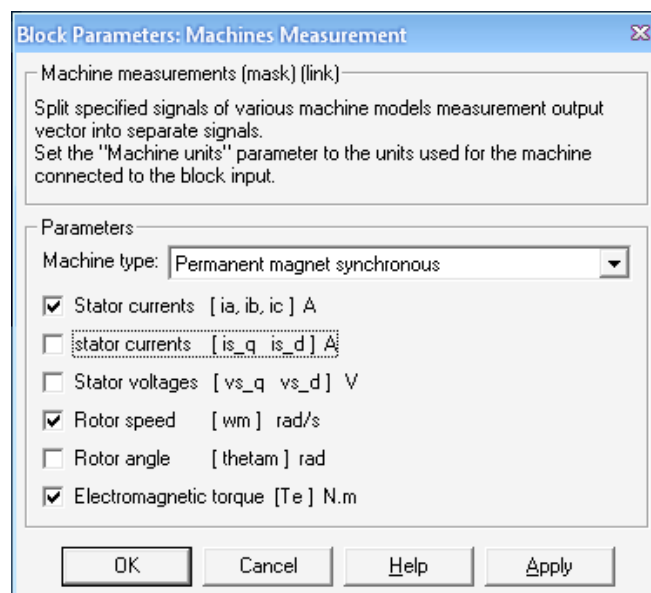 Block Parameters: Machines Measurement
Machine measurements (mask) (link)
Split specified signals of various machine models measurement output
vector into separate signals.
Set the "Machine units" parameter to the units used for the machine
connected to the block input.
Parameters
Machine type: Permanent magnet synchronous
Stator currents [ ia, ib, ic ] A
stator currents [ is_q is_d ] A
Stator voltages [ vs_q vs_d ] V
Rotor speed [ wm ] rad/s
Rotor angle [ thetam ] rad
Electromagnetic torque [Te ] N.m
OK Cancel Help Apply